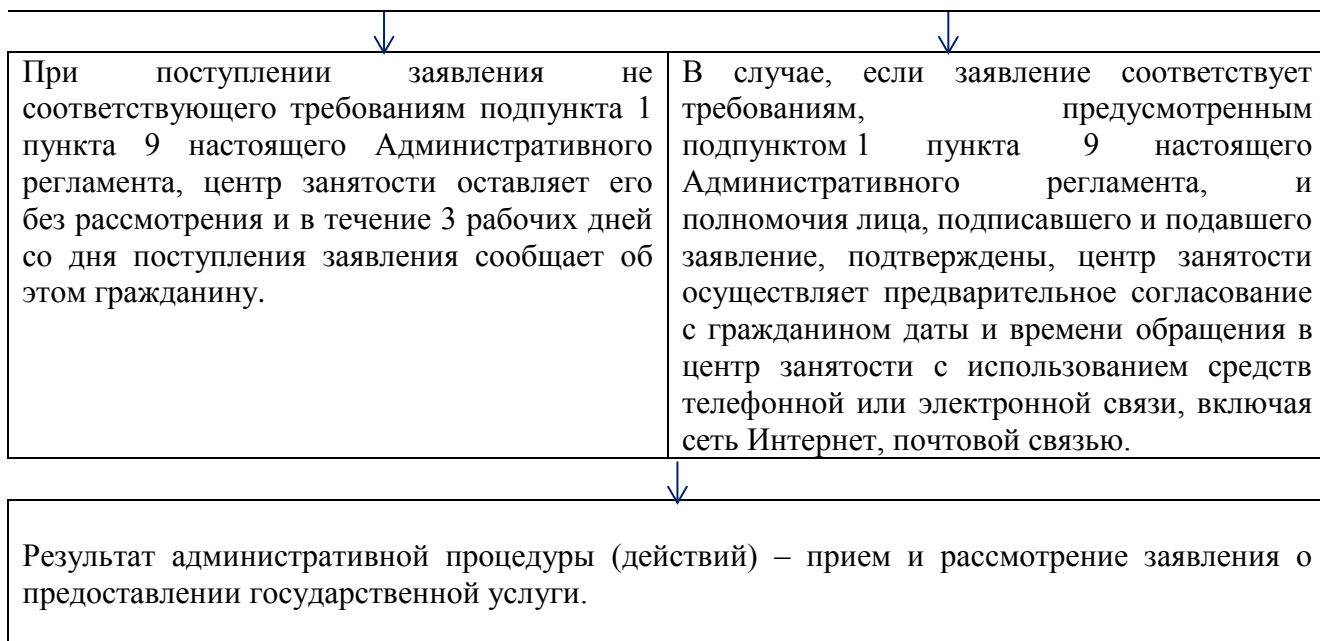 При поступлении заявления не
соответствующего требованиям подпункта 1
пункта 9 настоящего Административного
регламента, центр занятости оставляет его
без рассмотрения и в течение 3 рабочих дней
со дня поступления заявления сообщает об
этом гражданину.
В случае, если заявление соответствует
требованиям, предусмотренным
подпунктом 1 пункта 9 настоящего
Административного регламента, и
полномочия лица, подписавшего и подавшего
заявление, подтверждены, центр занятости
осуществляет предварительное согласование
с гражданином даты и времени обращения в
центр занятости с использованием средств
телефонной или электронной связи, включая
сеть Интернет, почтовой связью.
Результат административной процедуры (действий) – прием и рассмотрение заявления о
предоставлении государственной услуги.